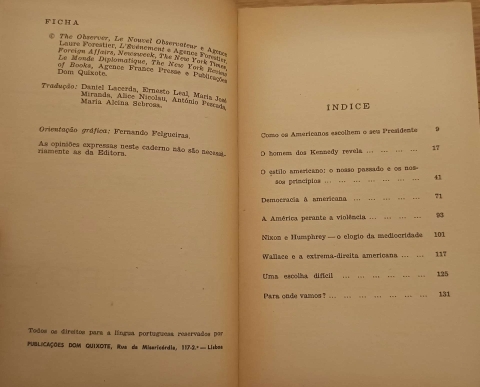 FICHA
© The Observer, Le Nouvel Observateur e Agence
Laure Forestier, L'Évènement e Agence Forestier,
Foreign Affairs, Newsweek, The New York Times,
Le Monde Diplomatique, The New York Review
of Books, Agence France Presse e Publicações
Dom Quixote.
Tradução: Daniel Lacerda, Ernesto Leal, Maria José
Miranda, Alice Nicolau, António Pescada,
Maria Alcina Sebrosa.
Orientação gráfica: Fernando Felgueiras.
As opiniões expressas neste caderno não são necessà-
riamente as da Editora.
Todos os direitos para a língua portuguesa reservados por
PUBLICAÇÕES DOM QUIXOTE, Rua da Misericórdia, 117-2.º — Lisboa
INDICE
Como os Americanos escolhem o seu Presidente 9
O homem dos Kennedy revela ... ... ... ... 17
O estilo americano: o nosso passado e os nos-
sos princípios ... ... ... ... ... ... ... 41
Democracia à americana ... ... ... ... ... 71
A América perante a violência ... ... ... ... 93
Nixon e Humphrey — o elogio da mediocridade 101
Wallace e a extrema-direita americana ... ... 117
Uma escolha difícil ... ... ... ... ... ... 125
Para onde vamos? ... ... ... ... ... ... 131